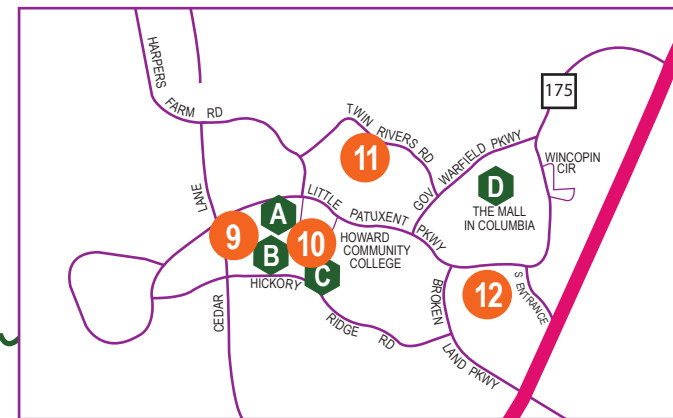 HARPERS
FARM RD
175
TWIN
RIVERS RD
11
GOV WARFIELD PKWY
WINCOPIN
CIR
D
THE MALL
IN COLUMBIA
LANE
A
LITTLE PATUXENT PKWY
9
10
HOWARD
COMMUNITY
COLLEGE
B
C
HICKORY
RIDGE RD
12
S ENTRANCE
CEDAR
BROKEN
LAND PKWY